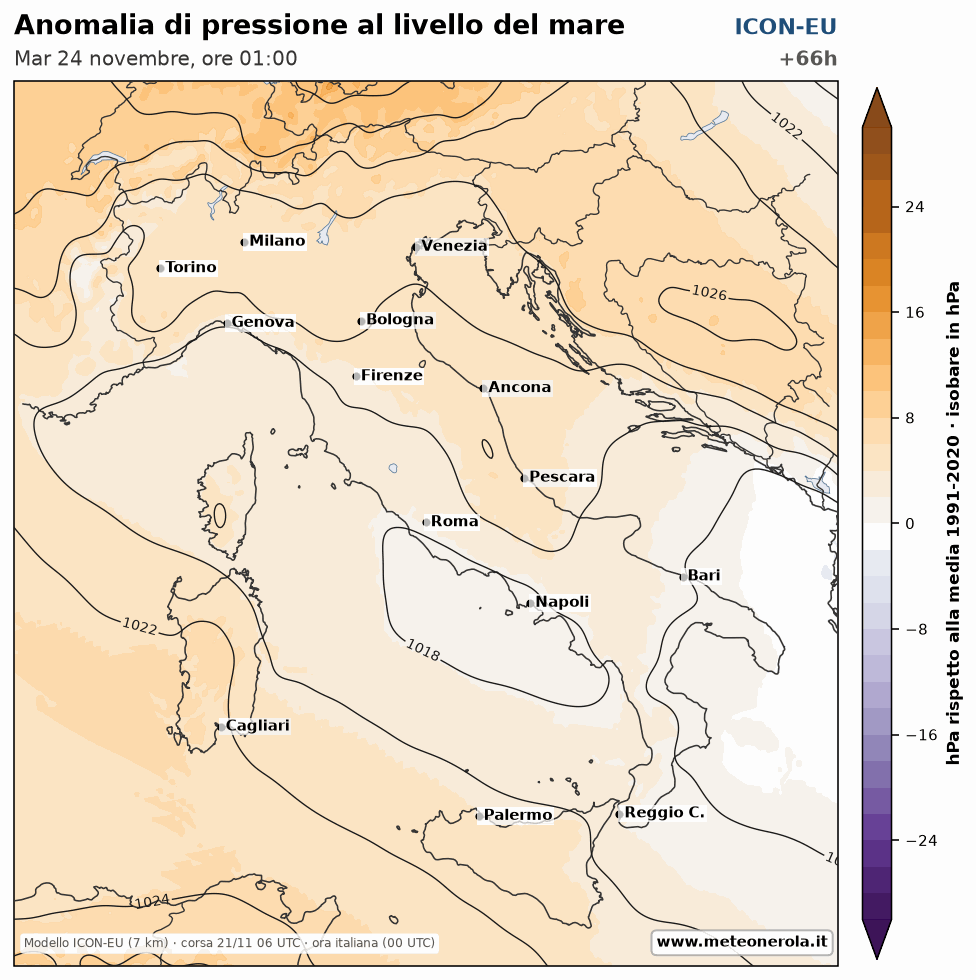 Anomalia di pressione al livello del mare
ICON-EU
Mar 24 novembre, ore 01:00
+66h
1022
Milano
Venezia
Torino
1026
Genova
Bologna
Firenze
Ancona
Pescara
Roma
Bari
Napoli
1022
1018
Cagliari
Palermo
Reggio C.
1024
24
16
8
0
−8
−16
−24
hPa rispetto alla media 1991-2020 · isobare in hPa
Modello ICON-EU (7 km) · corsa 21/11 06 UTC · ora italiana (00 UTC)
www.meteonerola.it